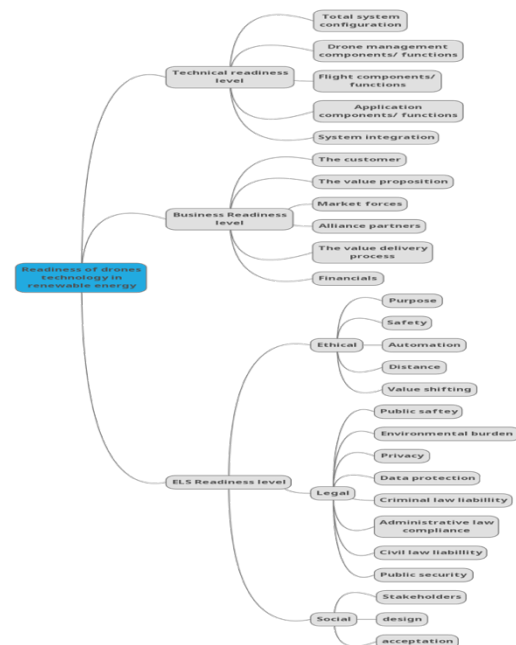 Total system
configuration
Drone management
components/ functions
Technical readiness
level
Flight components/
functions
Application
components/ functions
System integration
The customer
The value proposition
Market forces
Business Readiness
level
Alliance partners
The value delivery
process
Financials
Readiness of drones
technology in
renewable energy
Purpose
Safety
Ethical
Automation
Distance
Value shifting
Public saftey
Environmental burden
Privacy
Data protection
ELS Readiness level
Legal
Criminal law liabillity
Administrative law
compliance
Civil law liabillity
Public security
Stakeholders
Social
design
acceptation